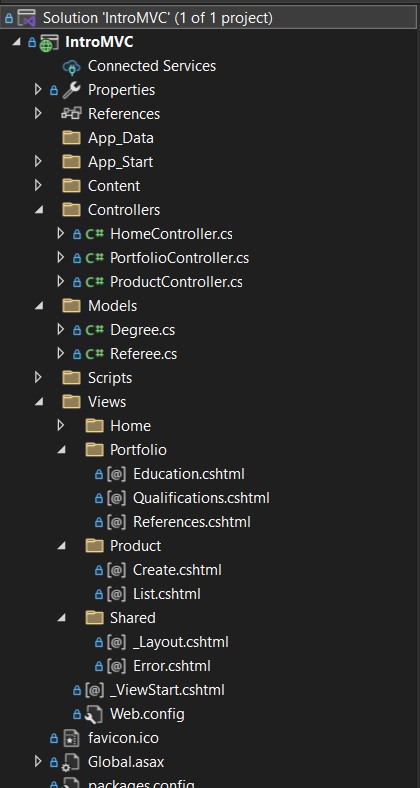 Solution 'IntroMVC' (1 of 1 project)
IntroMVC
Connected Services
Properties
References
App_Data
App_Start
Content
Controllers
C# HomeController.cs
C# PortfolioController.cs
C# ProductController.cs
Models
C# Degree.cs
C# Referee.cs
Scripts
Views
Home
Portfolio
[@] Education.cshtml
[@] Qualifications.cshtml
[@] References.cshtml
Product
[@] Create.cshtml
[@] List.cshtml
Shared
[@] _Layout.cshtml
[@] Error.cshtml
[@] _ViewStart.cshtml
Web.config
favicon.ico
Global.asax
packages.config